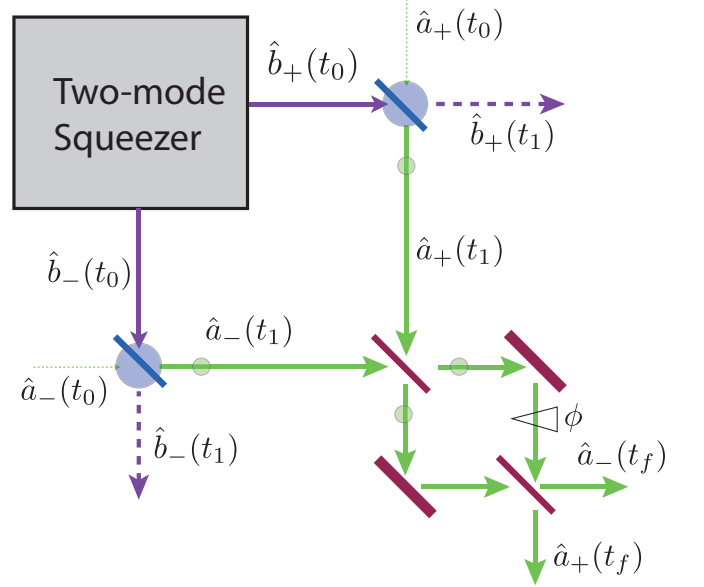 Two-mode
Squeezer
b̂₊(t₀)
â₊(t₀)
b̂₊(t₁)
b̂₋(t₀)
â₊(t₁)
â₋(t₁)
â₋(t₀)
b̂₋(t₁)
ϕ
â₋(t_f)
â₊(t_f)